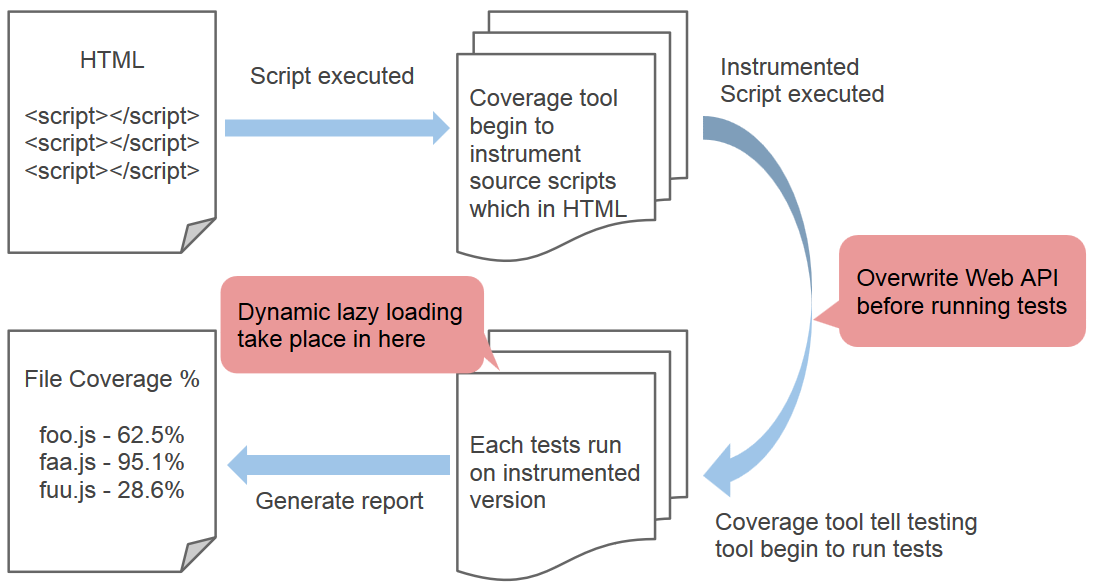 HTML
<script></script>
<script></script>
<script></script>
Script executed
Coverage tool
begin to
instrument
source scripts
which in HTML
Instrumented
Script executed
Overwrite Web API
before running tests
Dynamic lazy loading
take place in here
Each tests run
on instrumented
version
Coverage tool tell testing
tool begin to run tests
Generate report
File Coverage %
foo.js - 62.5%
faa.js - 95.1%
fuu.js - 28.6%